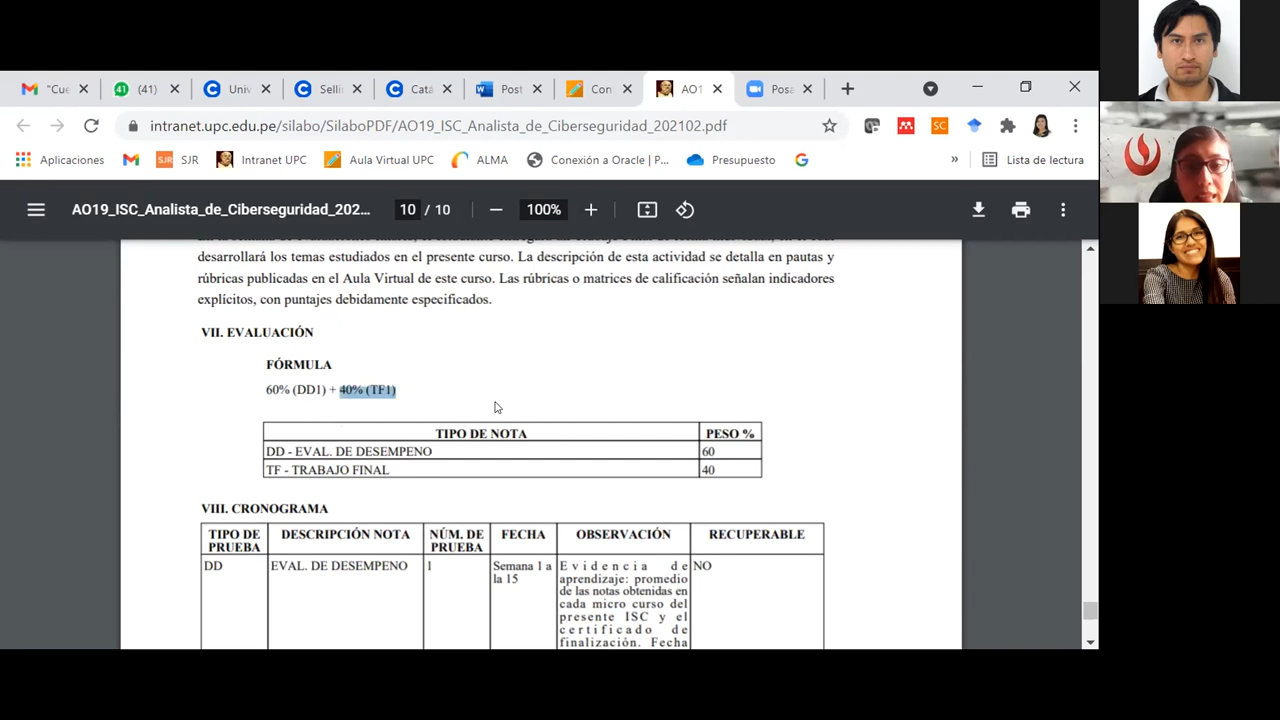 "Cue
(41)
Univ
Selli
Catá
Post
Con
AO1
Posa
intranet.upc.edu.pe/silabo/SilaboPDF/AO19_ISC_Analista_de_Ciberseguridad_202102.pdf
Aplicaciones
SJR SJR
Intranet UPC
Aula Virtual UPC
ALMA
Conexión a Oracle | P...
Presupuesto
»
Lista de lectura
AO19_ISC_Analista_de_Ciberseguridad_202...
10 / 10
100%
desarrollará los temas estudiados en el presente curso. La descripción de esta actividad se detalla en pautas y
rúbricas publicadas en el Aula Virtual de este curso. Las rúbricas o matrices de calificación señalan indicadores
explícitos, con puntajes debidamente especificados.
VII. EVALUACIÓN
FÓRMULA
60% (DD1) + 40% (TF1)
TIPO DE NOTA PESO %
DD - EVAL. DE DESEMPENO 60
TF - TRABAJO FINAL 40
VIII. CRONOGRAMA
TIPO DE PRUEBA
DESCRIPCIÓN NOTA
NÚM. DE PRUEBA
FECHA
OBSERVACIÓN
RECUPERABLE
DD
EVAL. DE DESEMPENO
1
Semana 1 a
la 15
Evidencia de
aprendizaje: promedio
de las notas obtenidas en
cada micro curso del
presente ISC y el
certificado de
finalización. Fecha
NO